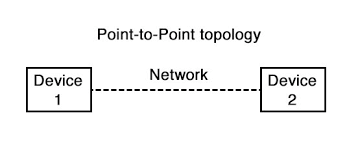 Point-to-Point topology
Network
Device
1
Device
2